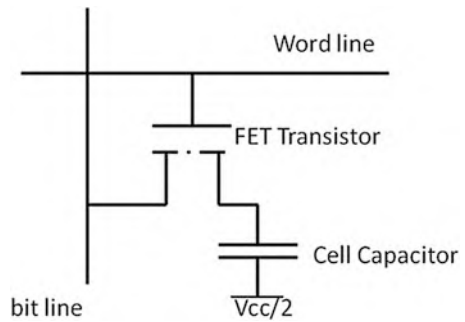 Word line
FET Transistor
Cell Capacitor
bit line
Vcc/2